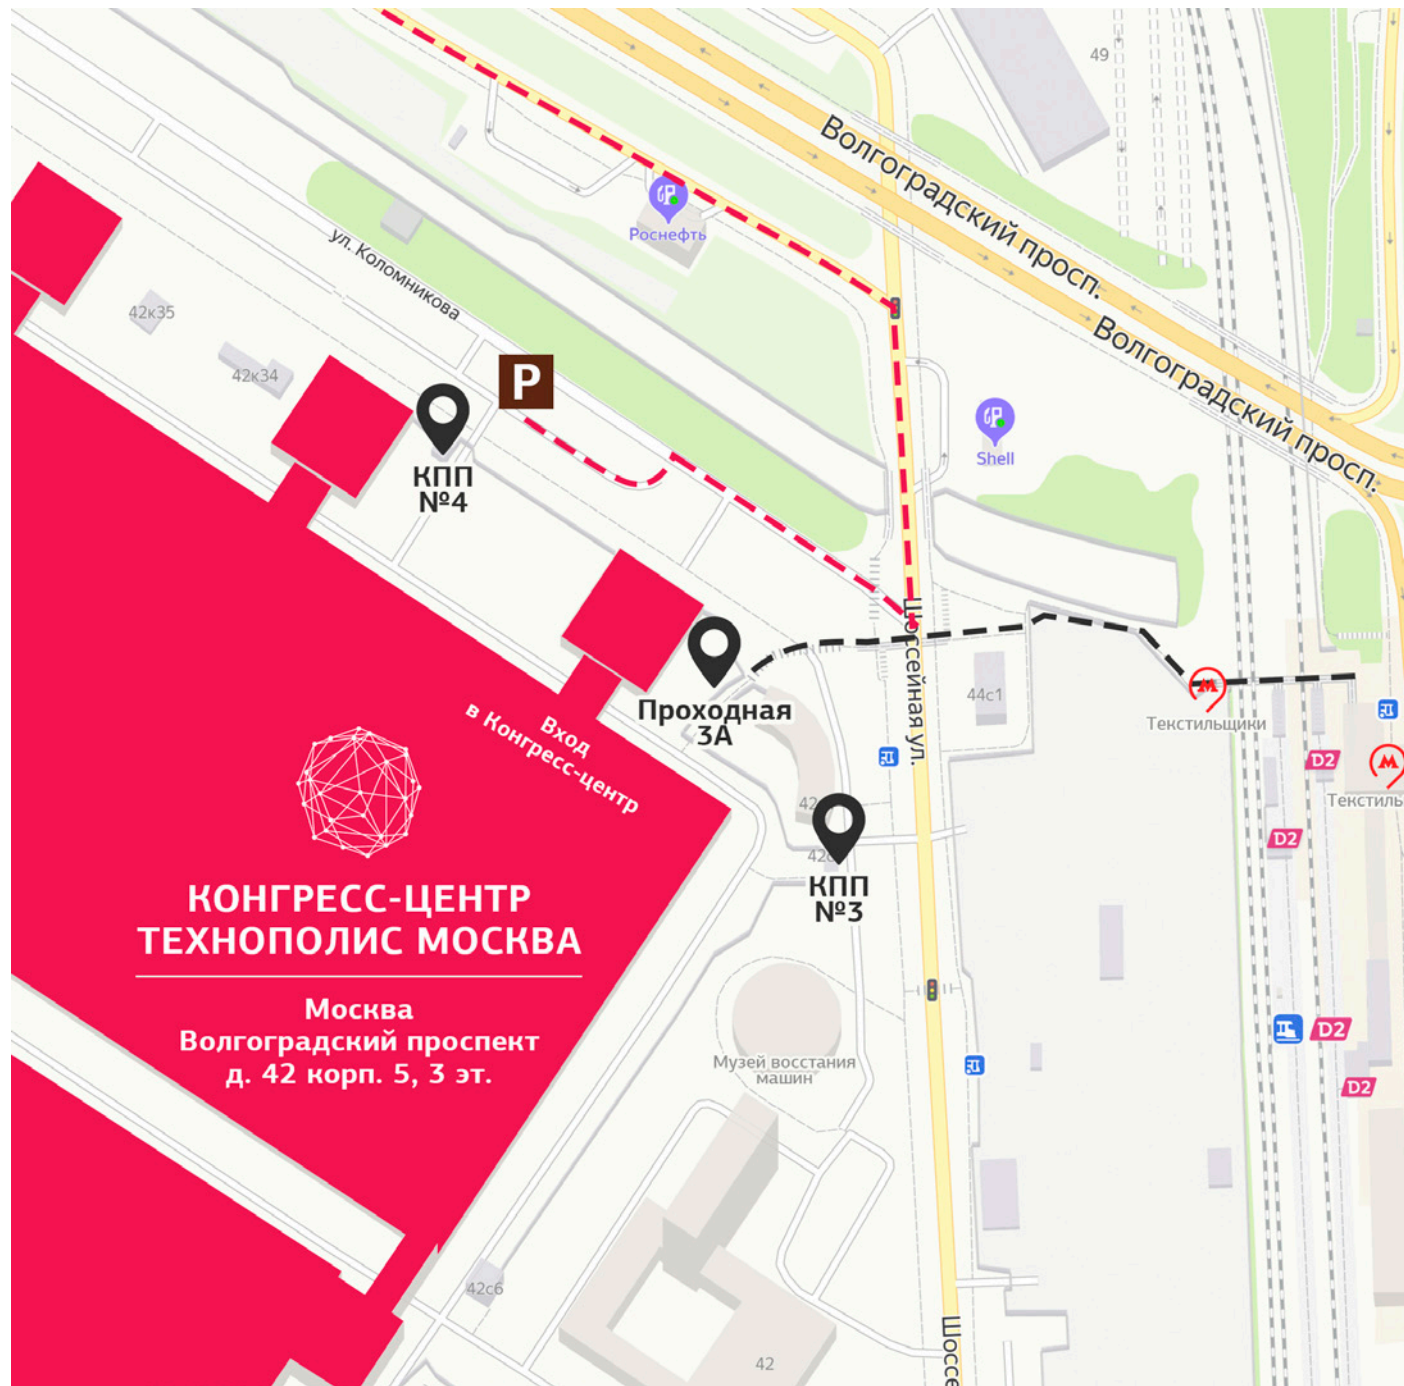 49
Волгоградский просп.
Роснефть
ул. Коломникова
42к35
Волгоградский просп.
42к34
P
Shell
КПП
№4
Шоссейная ул.
44с1
Проходная
3А
Текстильщики
Вход
в Конгресс-центр
D2
Текстиль
D2
КПП
№3
КОНГРЕСС-ЦЕНТР
ТЕХНОПОЛИС МОСКВА
Москва
Волгоградский проспект
д. 42 корп. 5, 3 эт.
D2
Музей восстания
машин
D2
42с6
Шоссе
42